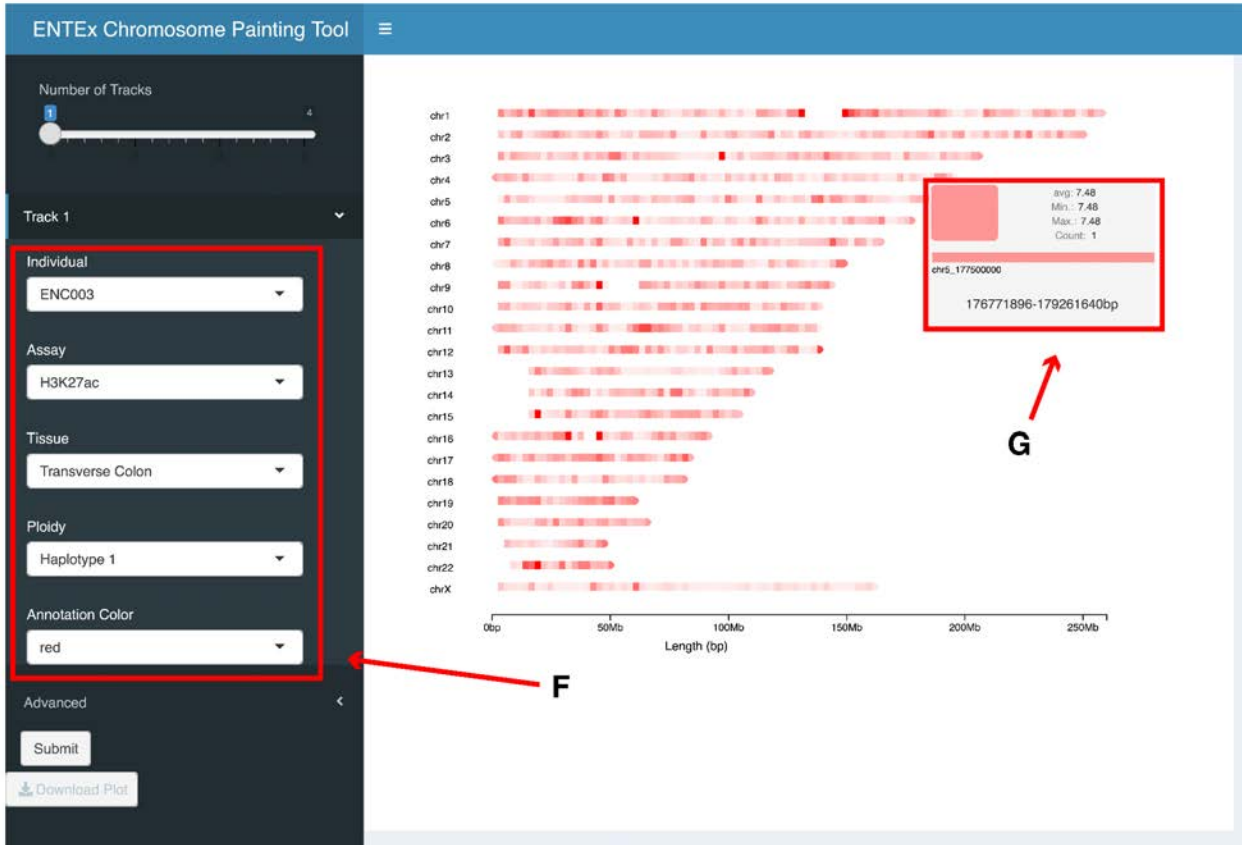 ENTEx Chromosome Painting Tool
Number of Tracks
1
4
Track 1
Individual
ENC003
Assay
H3K27ac
Tissue
Transverse Colon
Ploidy
Haplotype 1
Annotation Color
red
Advanced
Submit
Download Plot
chr1
chr2
chr3
chr4
chr5
chr6
chr7
chr8
chr9
chr10
chr11
chr12
chr13
chr14
chr15
chr16
chr17
chr18
chr19
chr20
chr21
chr22
chrX
0bp 50Mb 100Mb 150Mb 200Mb 250Mb
Length (bp)
avg: 7.48
Min.: 7.48
Max.: 7.48
Count: 1
chr5_177500000
176771896-179261640bp
G
F